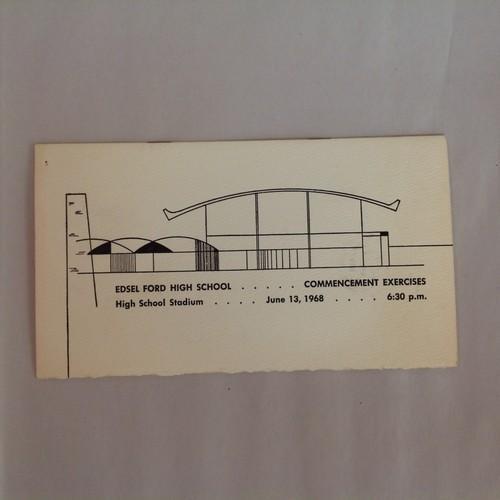 EDSEL FORD HIGH SCHOOL . . . . . COMMENCEMENT EXERCISES
High School Stadium . . . . June 13, 1968 . . . . 6:30 p.m.